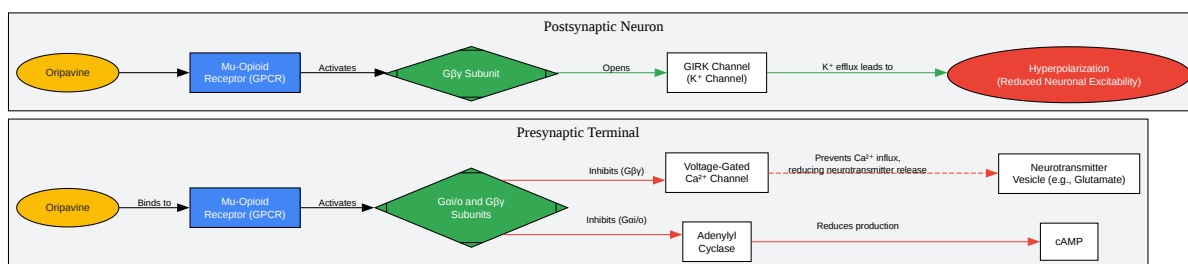 Postsynaptic Neuron
Oripavine
Mu-Opioid
Receptor (GPCR)
Activates
Gβγ Subunit
Opens
GIRK Channel
(K⁺ Channel)
K⁺ efflux leads to
Hyperpolarization
(Reduced Neuronal Excitability)
Presynaptic Terminal
Oripavine
Binds to
Mu-Opioid
Receptor (GPCR)
Activates
Gαi/o and Gβγ
Subunits
Inhibits (Gβγ)
Voltage-Gated
Ca²⁺ Channel
Prevents Ca²⁺ influx,
reducing neurotransmitter release
Neurotransmitter
Vesicle (e.g., Glutamate)
Inhibits (Gαi/o)
Adenylyl
Cyclase
Reduces production
cAMP